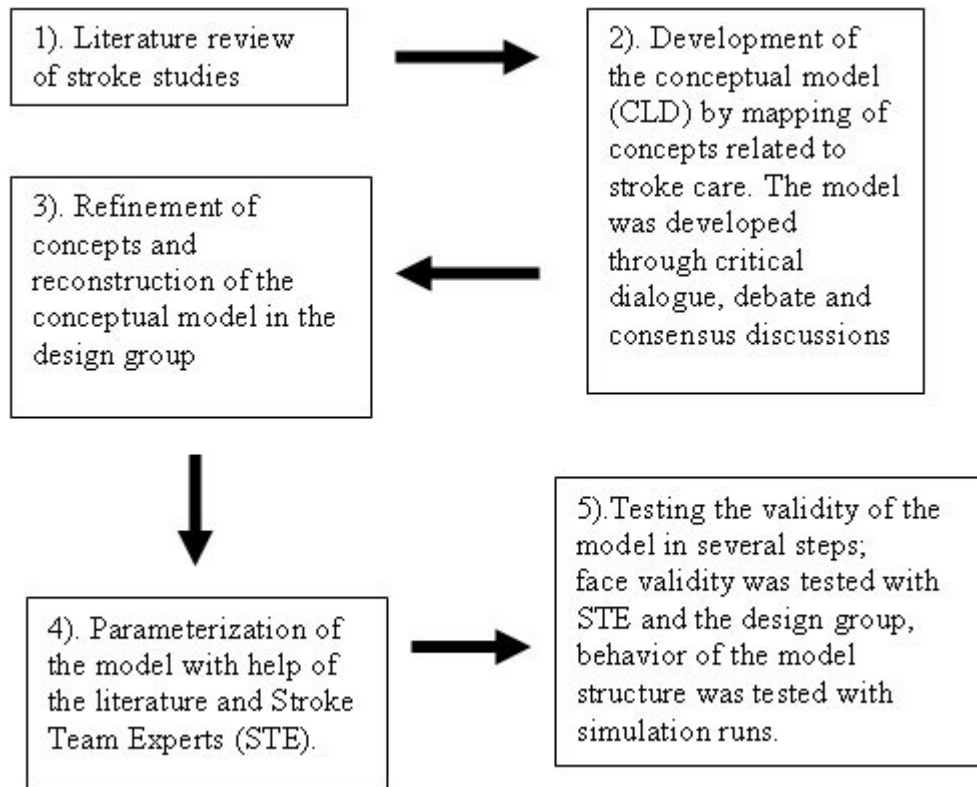 1). Literature review
of stroke studies
2). Development of
the conceptual model
(CLD) by mapping of
concepts related to
stroke care. The model
was developed
through critical
dialogue, debate and
consensus discussions
3). Refinement of
concepts and
reconstruction of the
conceptual model in the
design group
4). Parameterization of
the model with help of
the literature and Stroke
Team Experts (STE).
5).Testing the validity of the
model in several steps;
face validity was tested with
STE and the design group,
behavior of the model
structure was tested with
simulation runs.